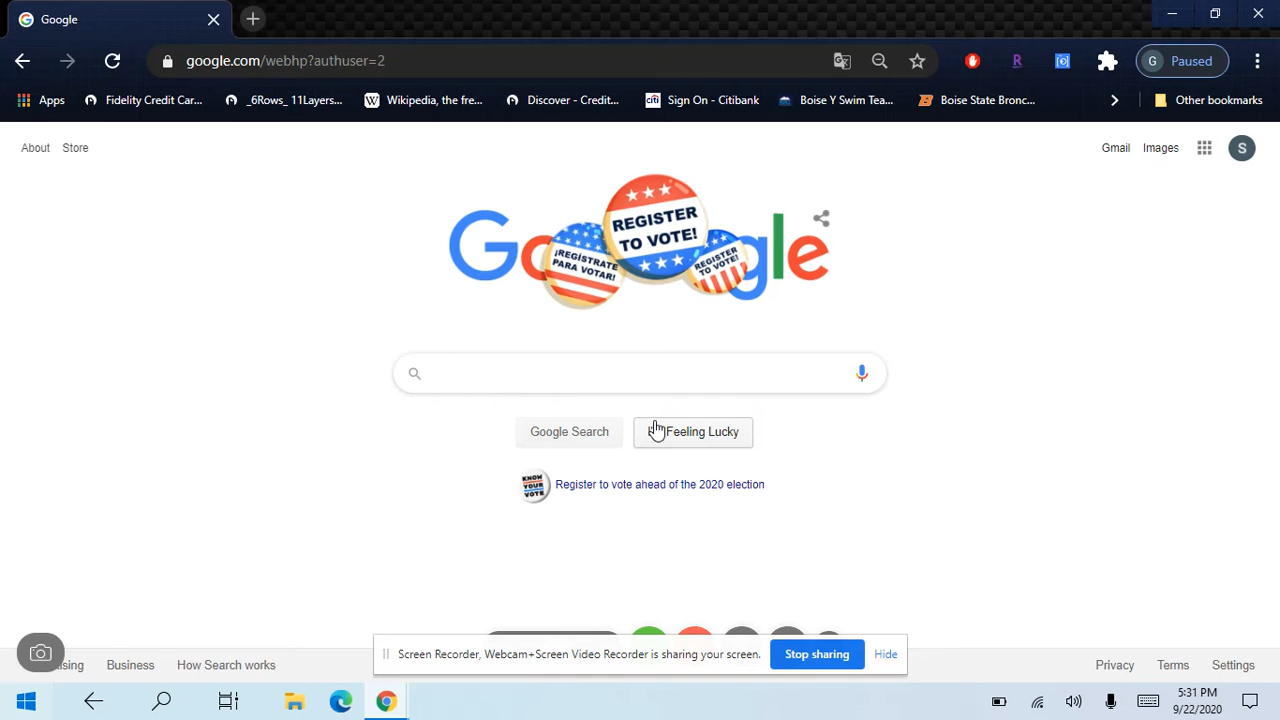 Google
google.com/webhp?authuser=2
G Paused
Apps Fidelity Credit Car... _6Rows_ 11Layers... Wikipedia, the fre... Discover - Credit... citi Sign On - Citibank Boise Y Swim Tea... Boise State Bronc... Other bookmarks
About Store Gmail Images S
Google
REGISTER TO VOTE!
¡REGÍSTRATE PARA VOTAR!
REGISTER TO VOTE!
Google Search Feeling Lucky
KNOW YOUR VOTE Register to vote ahead of the 2020 election
Screen Recorder, Webcam+Screen Video Recorder is sharing your screen. Stop sharing Hide
Business How Search works Privacy Terms Settings
5:31 PM
9/22/2020